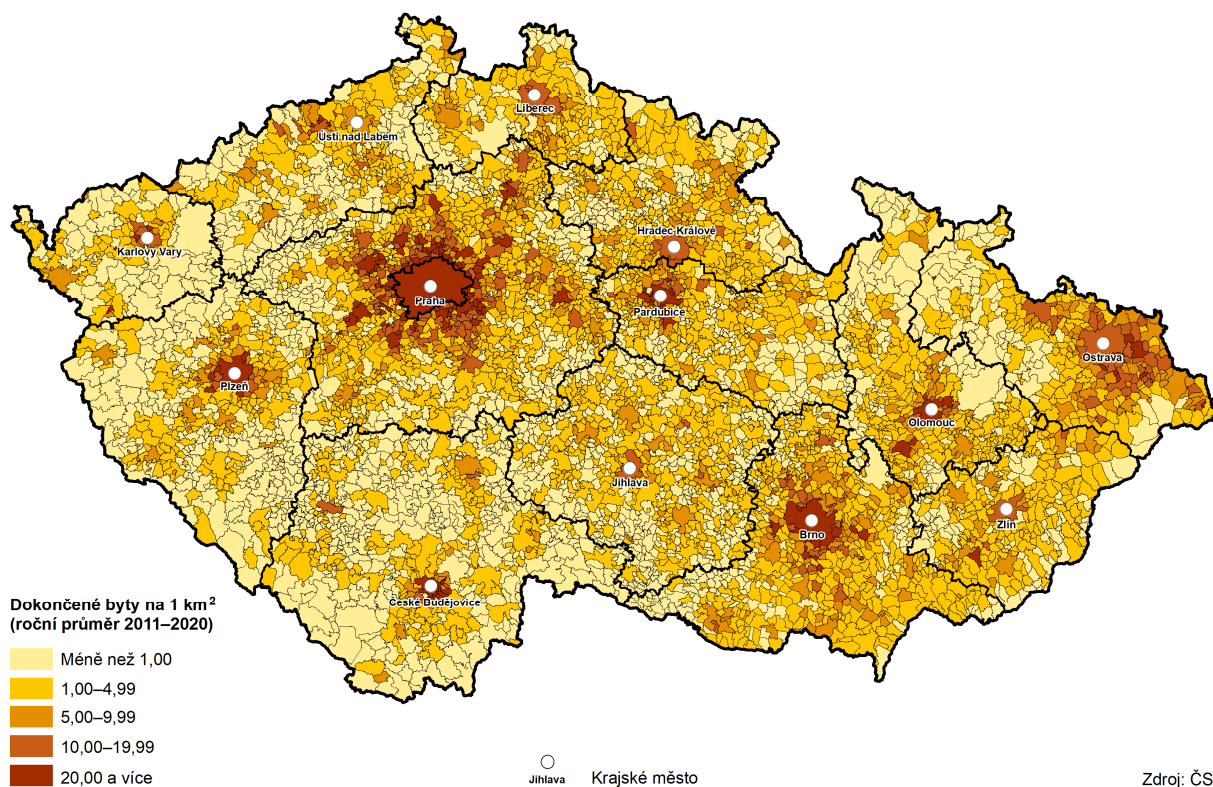 Liberec
Ústí nad Labem
Karlovy Vary
Hradec Králové
Praha
Pardubice
Ostrava
Plzeň
Olomouc
Jihlava
Zlín
Brno
České Budějovice
Dokončené byty na 1 km²
(roční průměr 2011–2020)
Méně než 1,00
1,00–4,99
5,00–9,99
10,00–19,99
20,00 a více
Jihlava
Krajské město
Zdroj: ČS